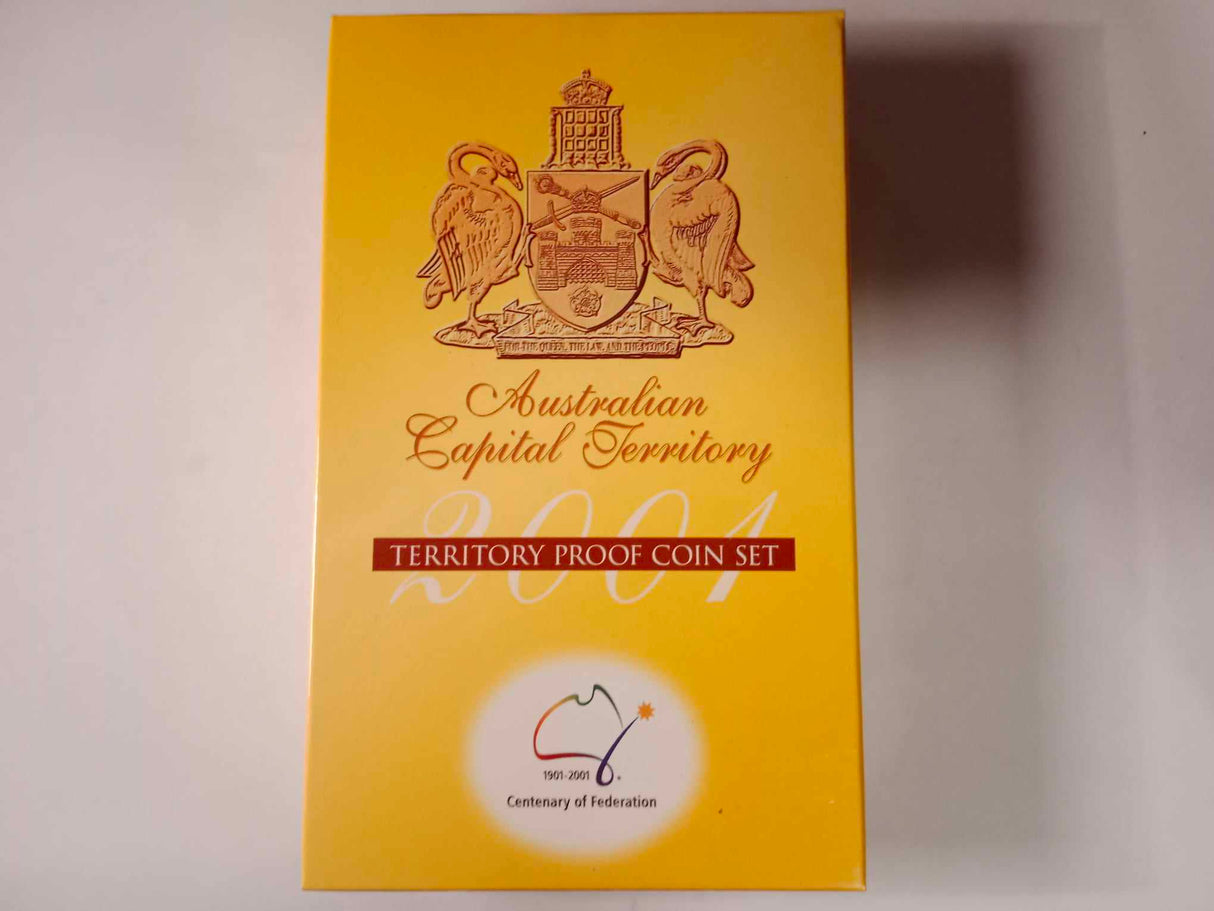 FOR THE QUEEN, THE LAW, AND THE PEOPLE
Australian
Capital Territory
2001
TERRITORY PROOF COIN SET
1901-2001
Centenary of Federation